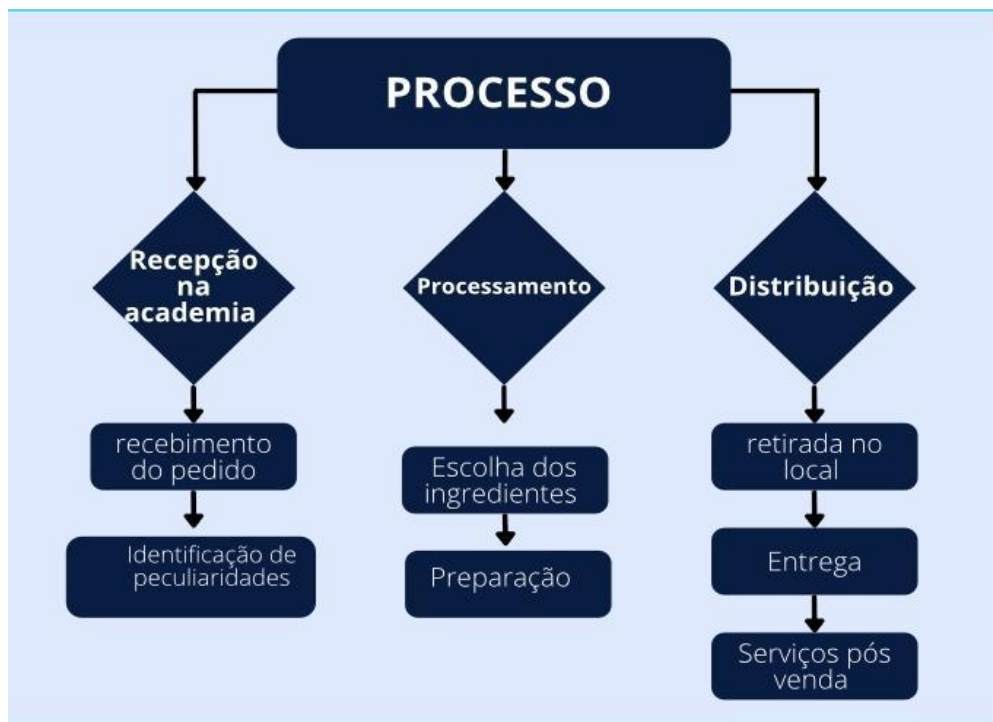 PROCESSO
Recepção
na
academia
recebimento
do pedido
Identificação de
peculiaridades
Processamento
Escolha dos
ingredientes
Preparação
Distribuição
retirada no
local
Entrega
Serviços pós
venda